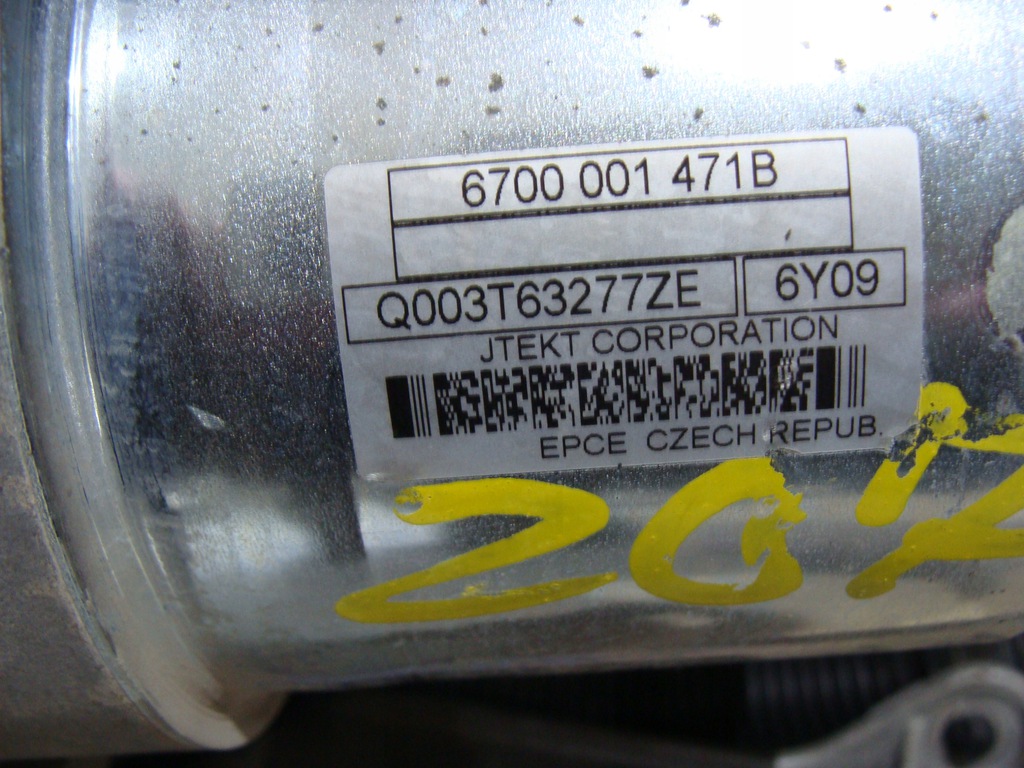 6700 001 471B
Q003T63277ZE 6Y09
JTEKT CORPORATION
EPCE CZECH REPUB.